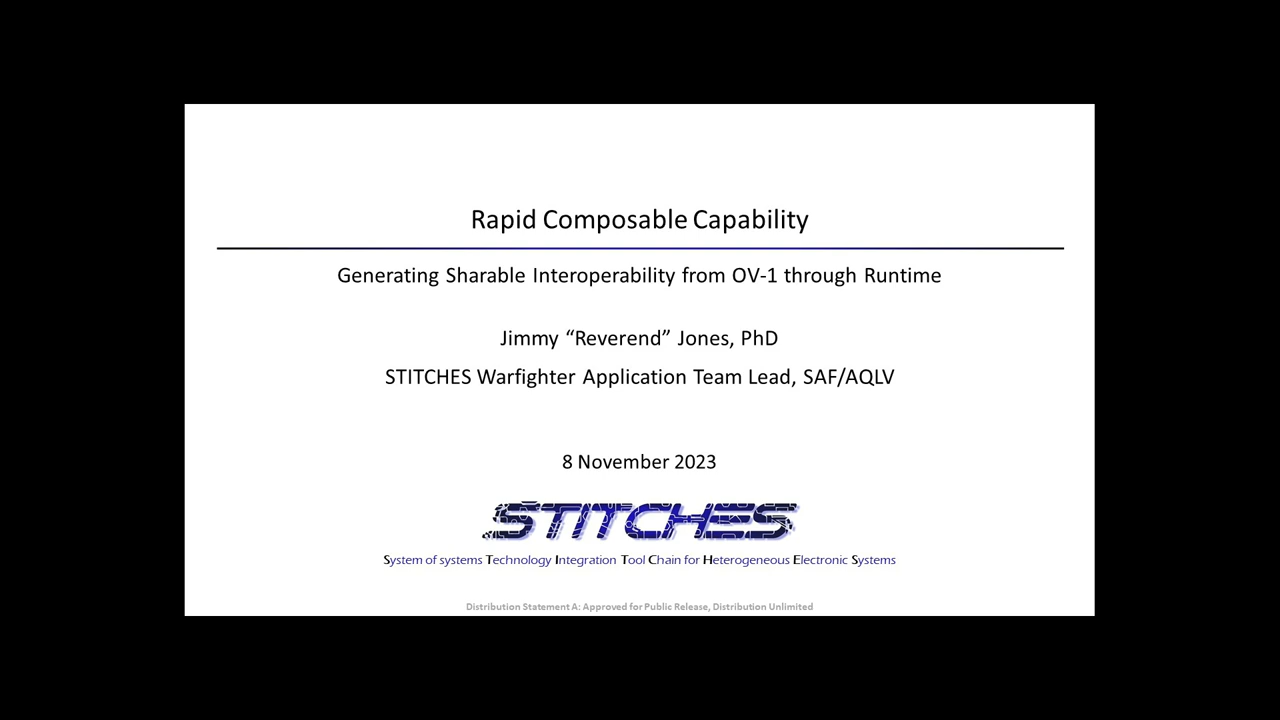 Rapid Composable Capability
Generating Sharable Interoperability from OV-1 through Runtime
Jimmy “Reverend” Jones, PhD
STITCHES Warfighter Application Team Lead, SAF/AQLV
8 November 2023
STITCHES
System of systems Technology Integration Tool Chain for Heterogeneous Electronic Systems
Distribution Statement A: Approved for Public Release, Distribution Unlimited